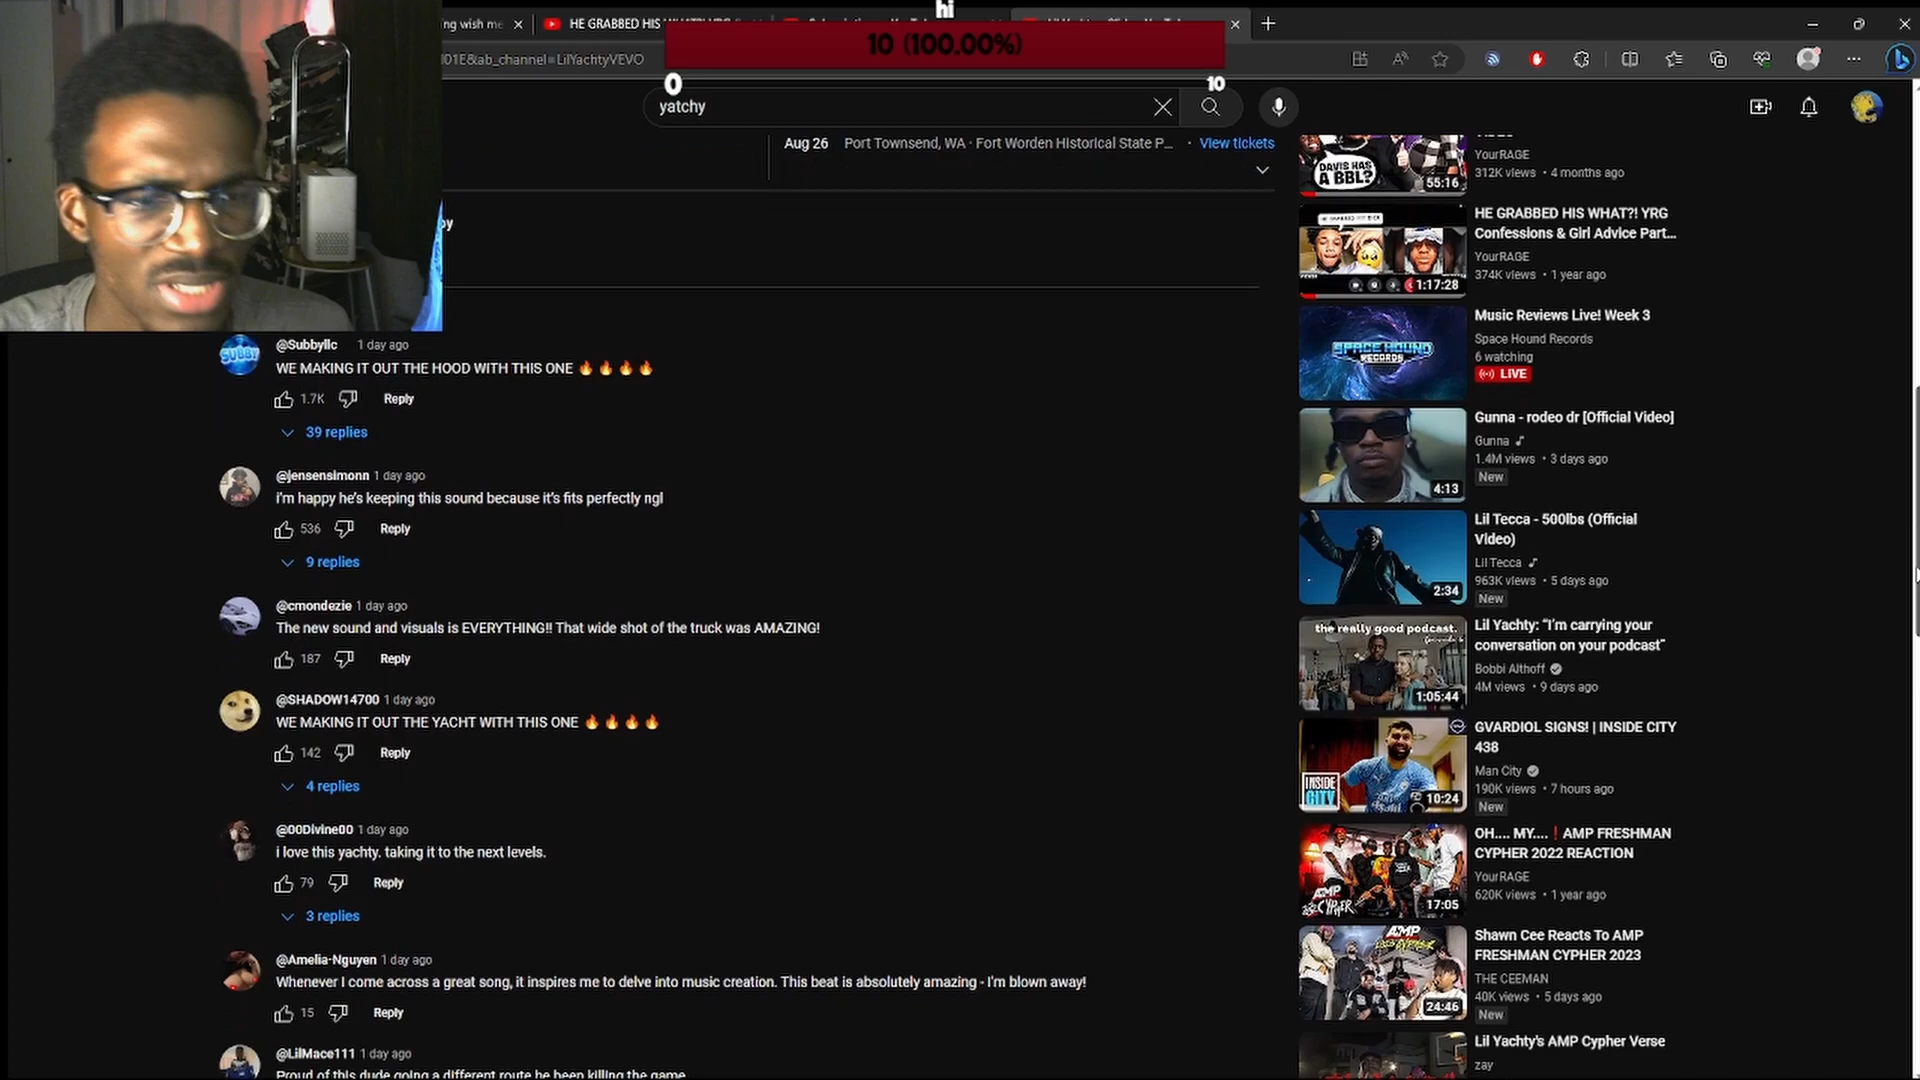 hi
ng wish me
HE GRABBED HIS WHAT
10 (100.00%)
01E&ab_channel=LilYachtyVEVO
0
10
yatchy
Aug 26 Port Townsend, WA · Fort Worden Historical State P... · View tickets
@Subbyllc 1 day ago
WE MAKING IT OUT THE HOOD WITH THIS ONE 🔥🔥🔥🔥
1.7K Reply
39 replies
@jensensimonn 1 day ago
i'm happy he's keeping this sound because it's fits perfectly ngl
536 Reply
9 replies
@cmondezie 1 day ago
The new sound and visuals is EVERYTHING!! That wide shot of the truck was AMAZING!
187 Reply
@SHADOW14700 1 day ago
WE MAKING IT OUT THE YACHT WITH THIS ONE 🔥🔥🔥🔥
142 Reply
4 replies
@00Divine00 1 day ago
i love this yachty. taking it to the next levels.
79 Reply
3 replies
@Amelia-Nguyen 1 day ago
Whenever I come across a great song, it inspires me to delve into music creation. This beat is absolutely amazing - I'm blown away!
15 Reply
@LilMace111 1 day ago
Proud of this dude going a different route he been killing the game
SUBBY
DAVIS HAS
A BBL?
55:16
YourRAGE
312K views • 4 months ago
1:17:28
HE GRABBED HIS WHAT?! YRG
Confessions & Girl Advice Part...
YourRAGE
374K views • 1 year ago
SPACE HOUND
RECORDS
Music Reviews Live! Week 3
Space Hound Records
6 watching
LIVE
4:13
Gunna - rodeo dr [Official Video]
Gunna
1.4M views • 3 days ago
New
2:34
Lil Tecca - 500lbs (Official
Video)
Lil Tecca
963K views • 5 days ago
New
the really good podcast.
1:05:44
Lil Yachty: “I’m carrying your
conversation on your podcast”
Bobbi Althoff
4M views • 9 days ago
INSIDE
CITY
10:24
GVARDIOL SIGNS! | INSIDE CITY
438
Man City
190K views • 7 hours ago
New
AMP
CYPHER
17:05
OH.... MY....❗AMP FRESHMAN
CYPHER 2022 REACTION
YourRAGE
620K views • 1 year ago
AMP
24:46
Shawn Cee Reacts To AMP
FRESHMAN CYPHER 2023
THE CEEMAN
40K views • 5 days ago
New
Lil Yachty's AMP Cypher Verse
zay